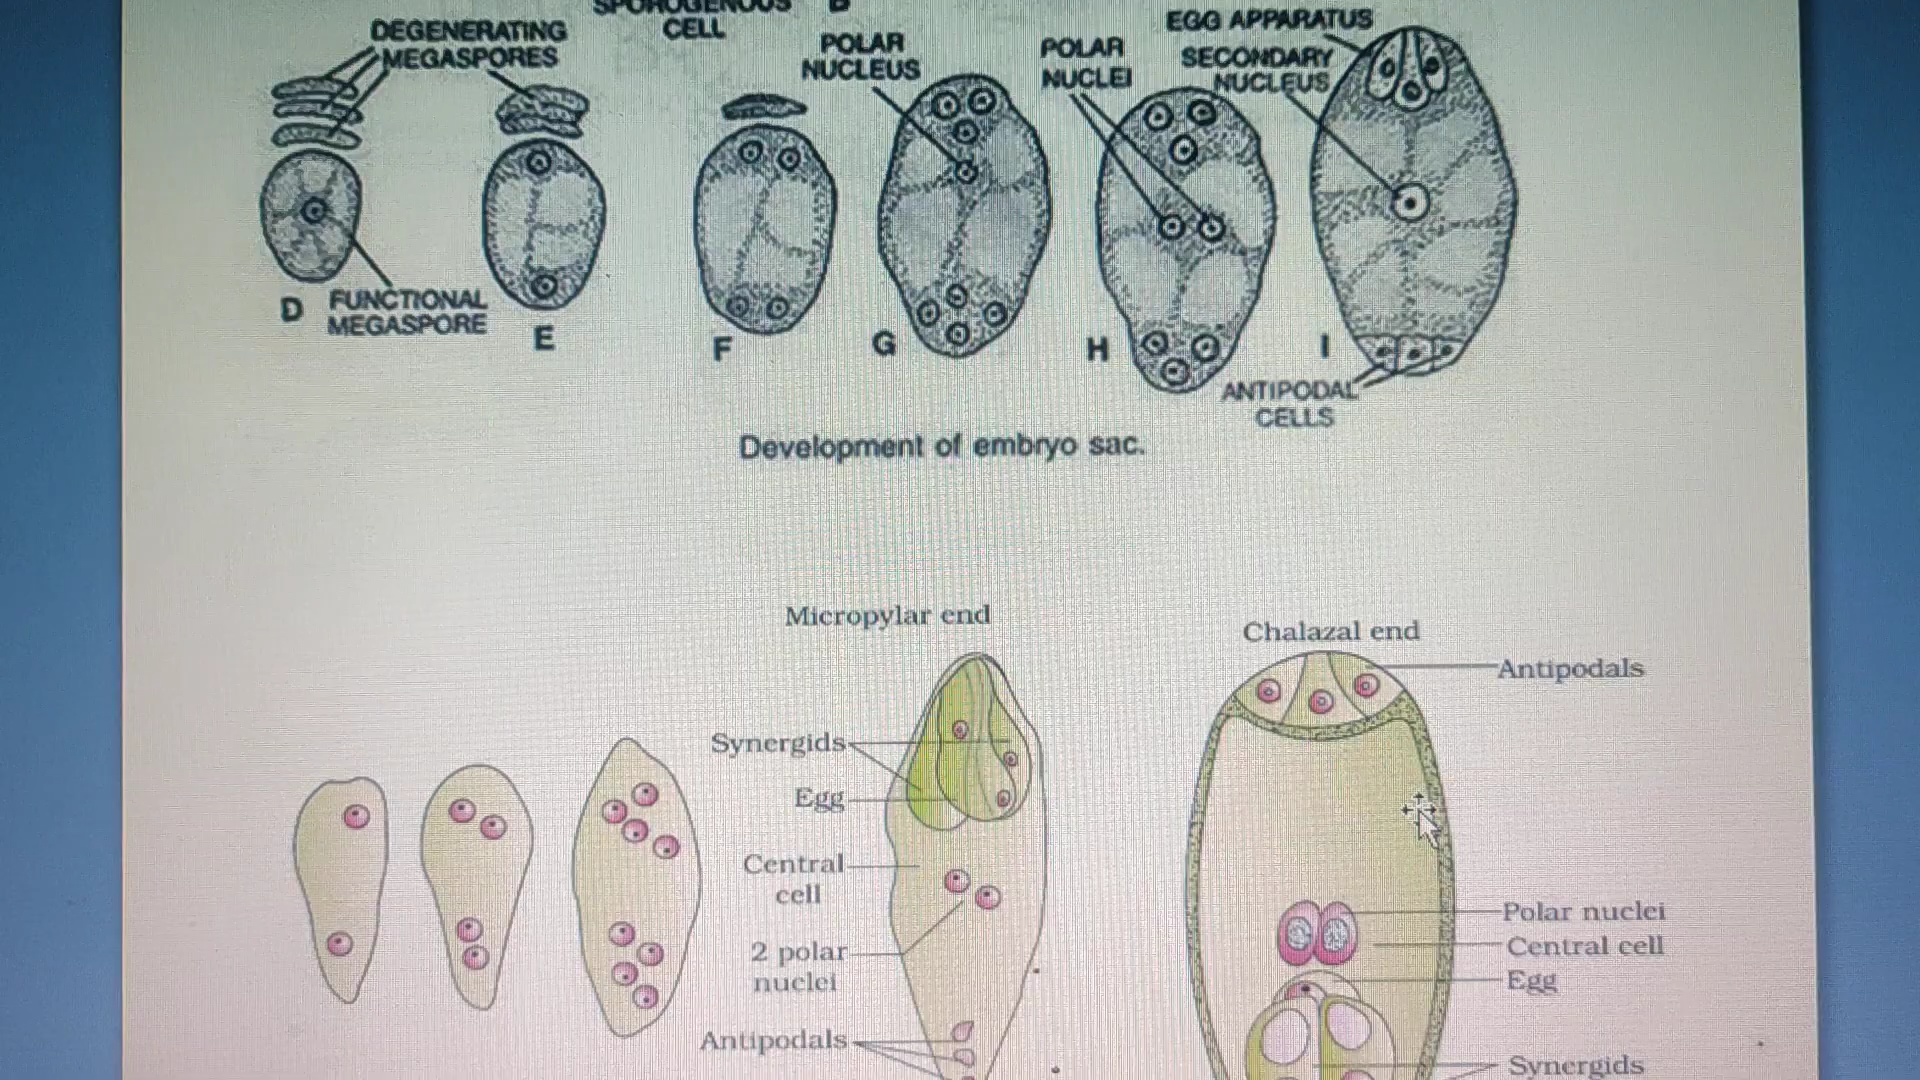 SPOROGENOUS B
CELL
DEGENERATING
MEGASPORES
POLAR
NUCLEUS
POLAR
NUCLEI
EGG APPARATUS
SECONDARY
NUCLEUS
D FUNCTIONAL
MEGASPORE
E
F
G
H
I
ANTIPODAL
CELLS
Development of embryo sac.
Micropylar end
Chalazal end
Antipodals
Synergids
Egg
Central
cell
2 polar
nuclei
Antipodals
Polar nuclei
Central cell
Egg
Synergids